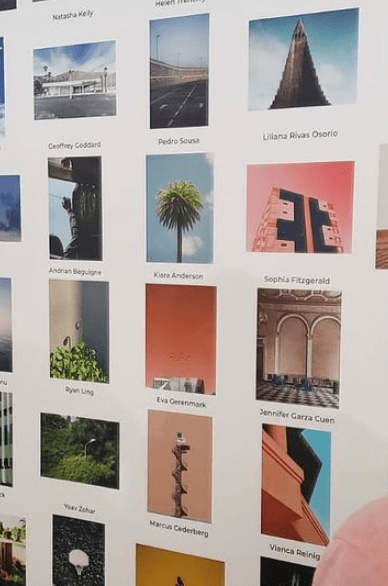 Natasha Kelly
Helen
Geoffrey Goddard
Pedro Sousa
Liliana Rivas Osorio
Andrian Beguigne
Kiara Anderson
Sophia Fitzgerald
Ryan Ling
Eva Gerenmark
Jennifer Garza Cuen
Yoav Zohar
Marcus Cederberg
Vianca Reinig